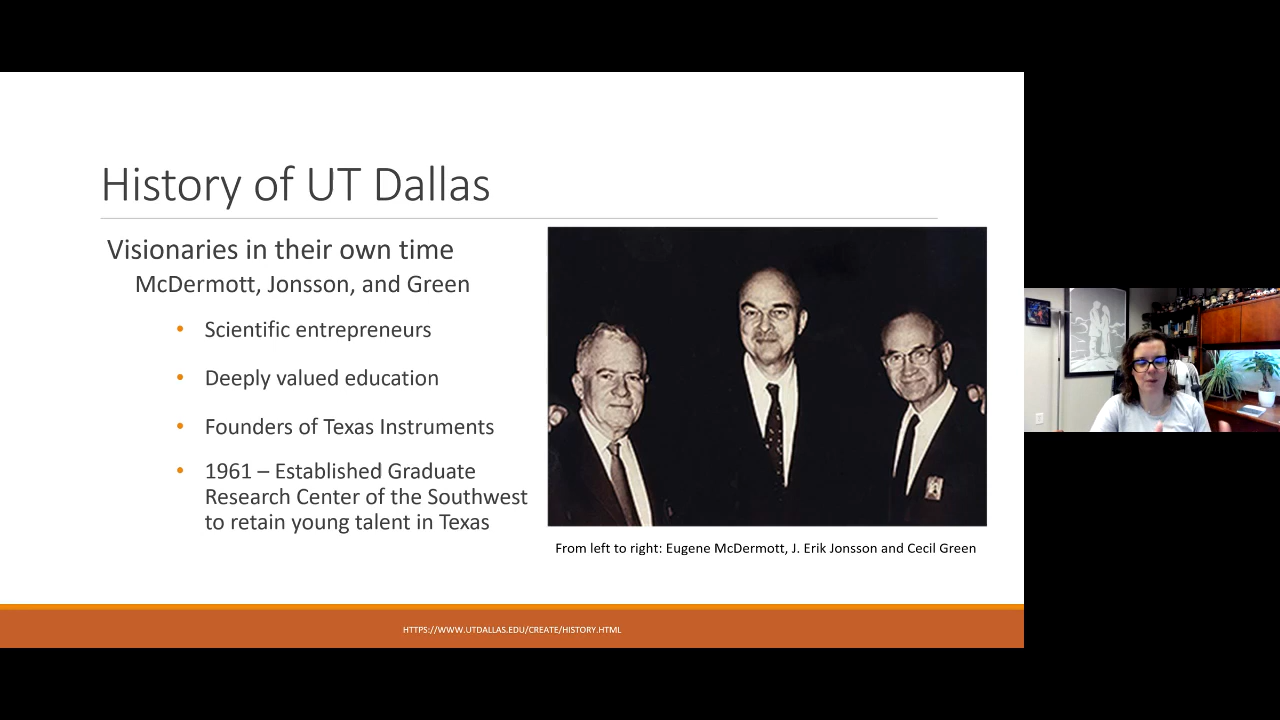 History of UT Dallas
Visionaries in their own time
McDermott, Jonsson, and Green
• Scientific entrepreneurs
• Deeply valued education
• Founders of Texas Instruments
• 1961 – Established Graduate
Research Center of the Southwest
to retain young talent in Texas
From left to right: Eugene McDermott, J. Erik Jonsson and Cecil Green
HTTPS://WWW.UTDALLAS.EDU/CREATE/HISTORY.HTML